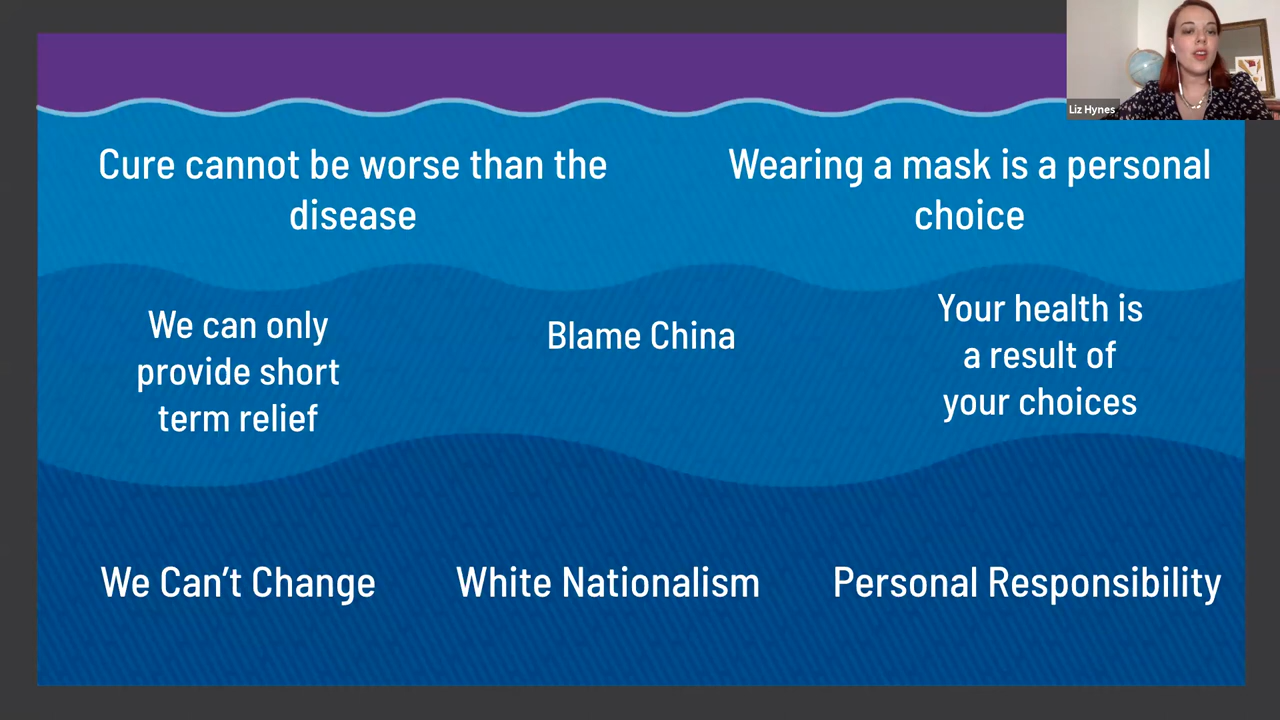 Liz Hynes
Cure cannot be worse than the
disease
Wearing a mask is a personal
choice
We can only
provide short
term relief
Blame China
Your health is
a result of
your choices
We Can’t Change
White Nationalism
Personal Responsibility